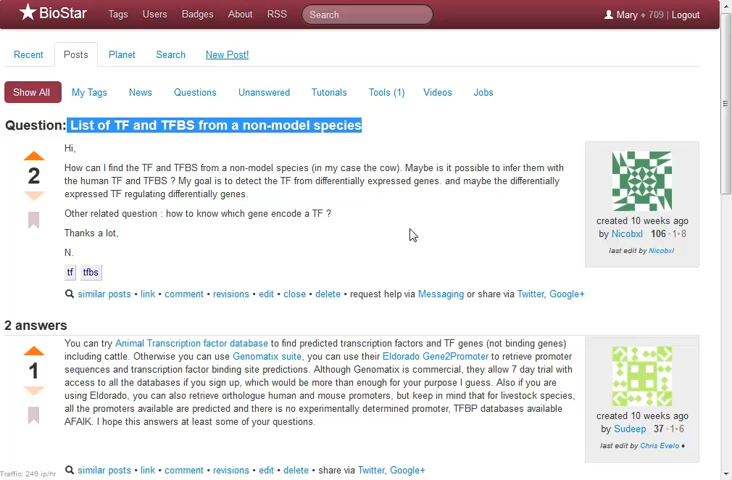 BioStar Tags Users Badges About RSS Search Mary ♦ 709 | Logout
Recent Posts Planet Search New Post!
Show All My Tags News Questions Unanswered Tutorials Tools (1) Videos Jobs
Question: List of TF and TFBS from a non-model species
2
Hi,
How can I find the TF and TFBS from a non-model species (in my case the cow). Maybe is it possible to infer them with
the human TF and TFBS ? My goal is to detect the TF from differentially expressed genes. and maybe the differentially
expressed TF regulating differentially genes.
Other related question : how to know which gene encode a TF ?
Thanks a lot,
N.
tf tfbs
created 10 weeks ago
by Nicobxl 106 •1•8
last edit by Nicobxl
similar posts • link • comment • revisions • edit • close • delete • request help via Messaging or share via Twitter, Google+
2 answers
1
You can try Animal Transcription factor database to find predicted transcription factors and TF genes (not binding genes)
including cattle. Otherwise you can use Genomatix suite, you can use their Eldorado Gene2Promoter to retrieve promoter
sequences and transcription factor binding site predictions. Although Genomatix is commercial, they allow 7 day trial with
access to all the databases if you sign up, which would be more than enough for your purpose I guess. Also if you are
using Eldorado, you can also retrieve orthologue human and mouse promoters, but keep in mind that for livestock species,
all the promoters available are predicted and there is no experimentally determined promoter, TFBP databases available
AFAIK. I hope this answers at least some of your questions.
created 10 weeks ago
by Sudeep 37 •1•6
last edit by Chris Evelo ♦
similar posts • link • comment • revisions • edit • delete • share via Twitter, Google+
Traffic: 249 ip/hr